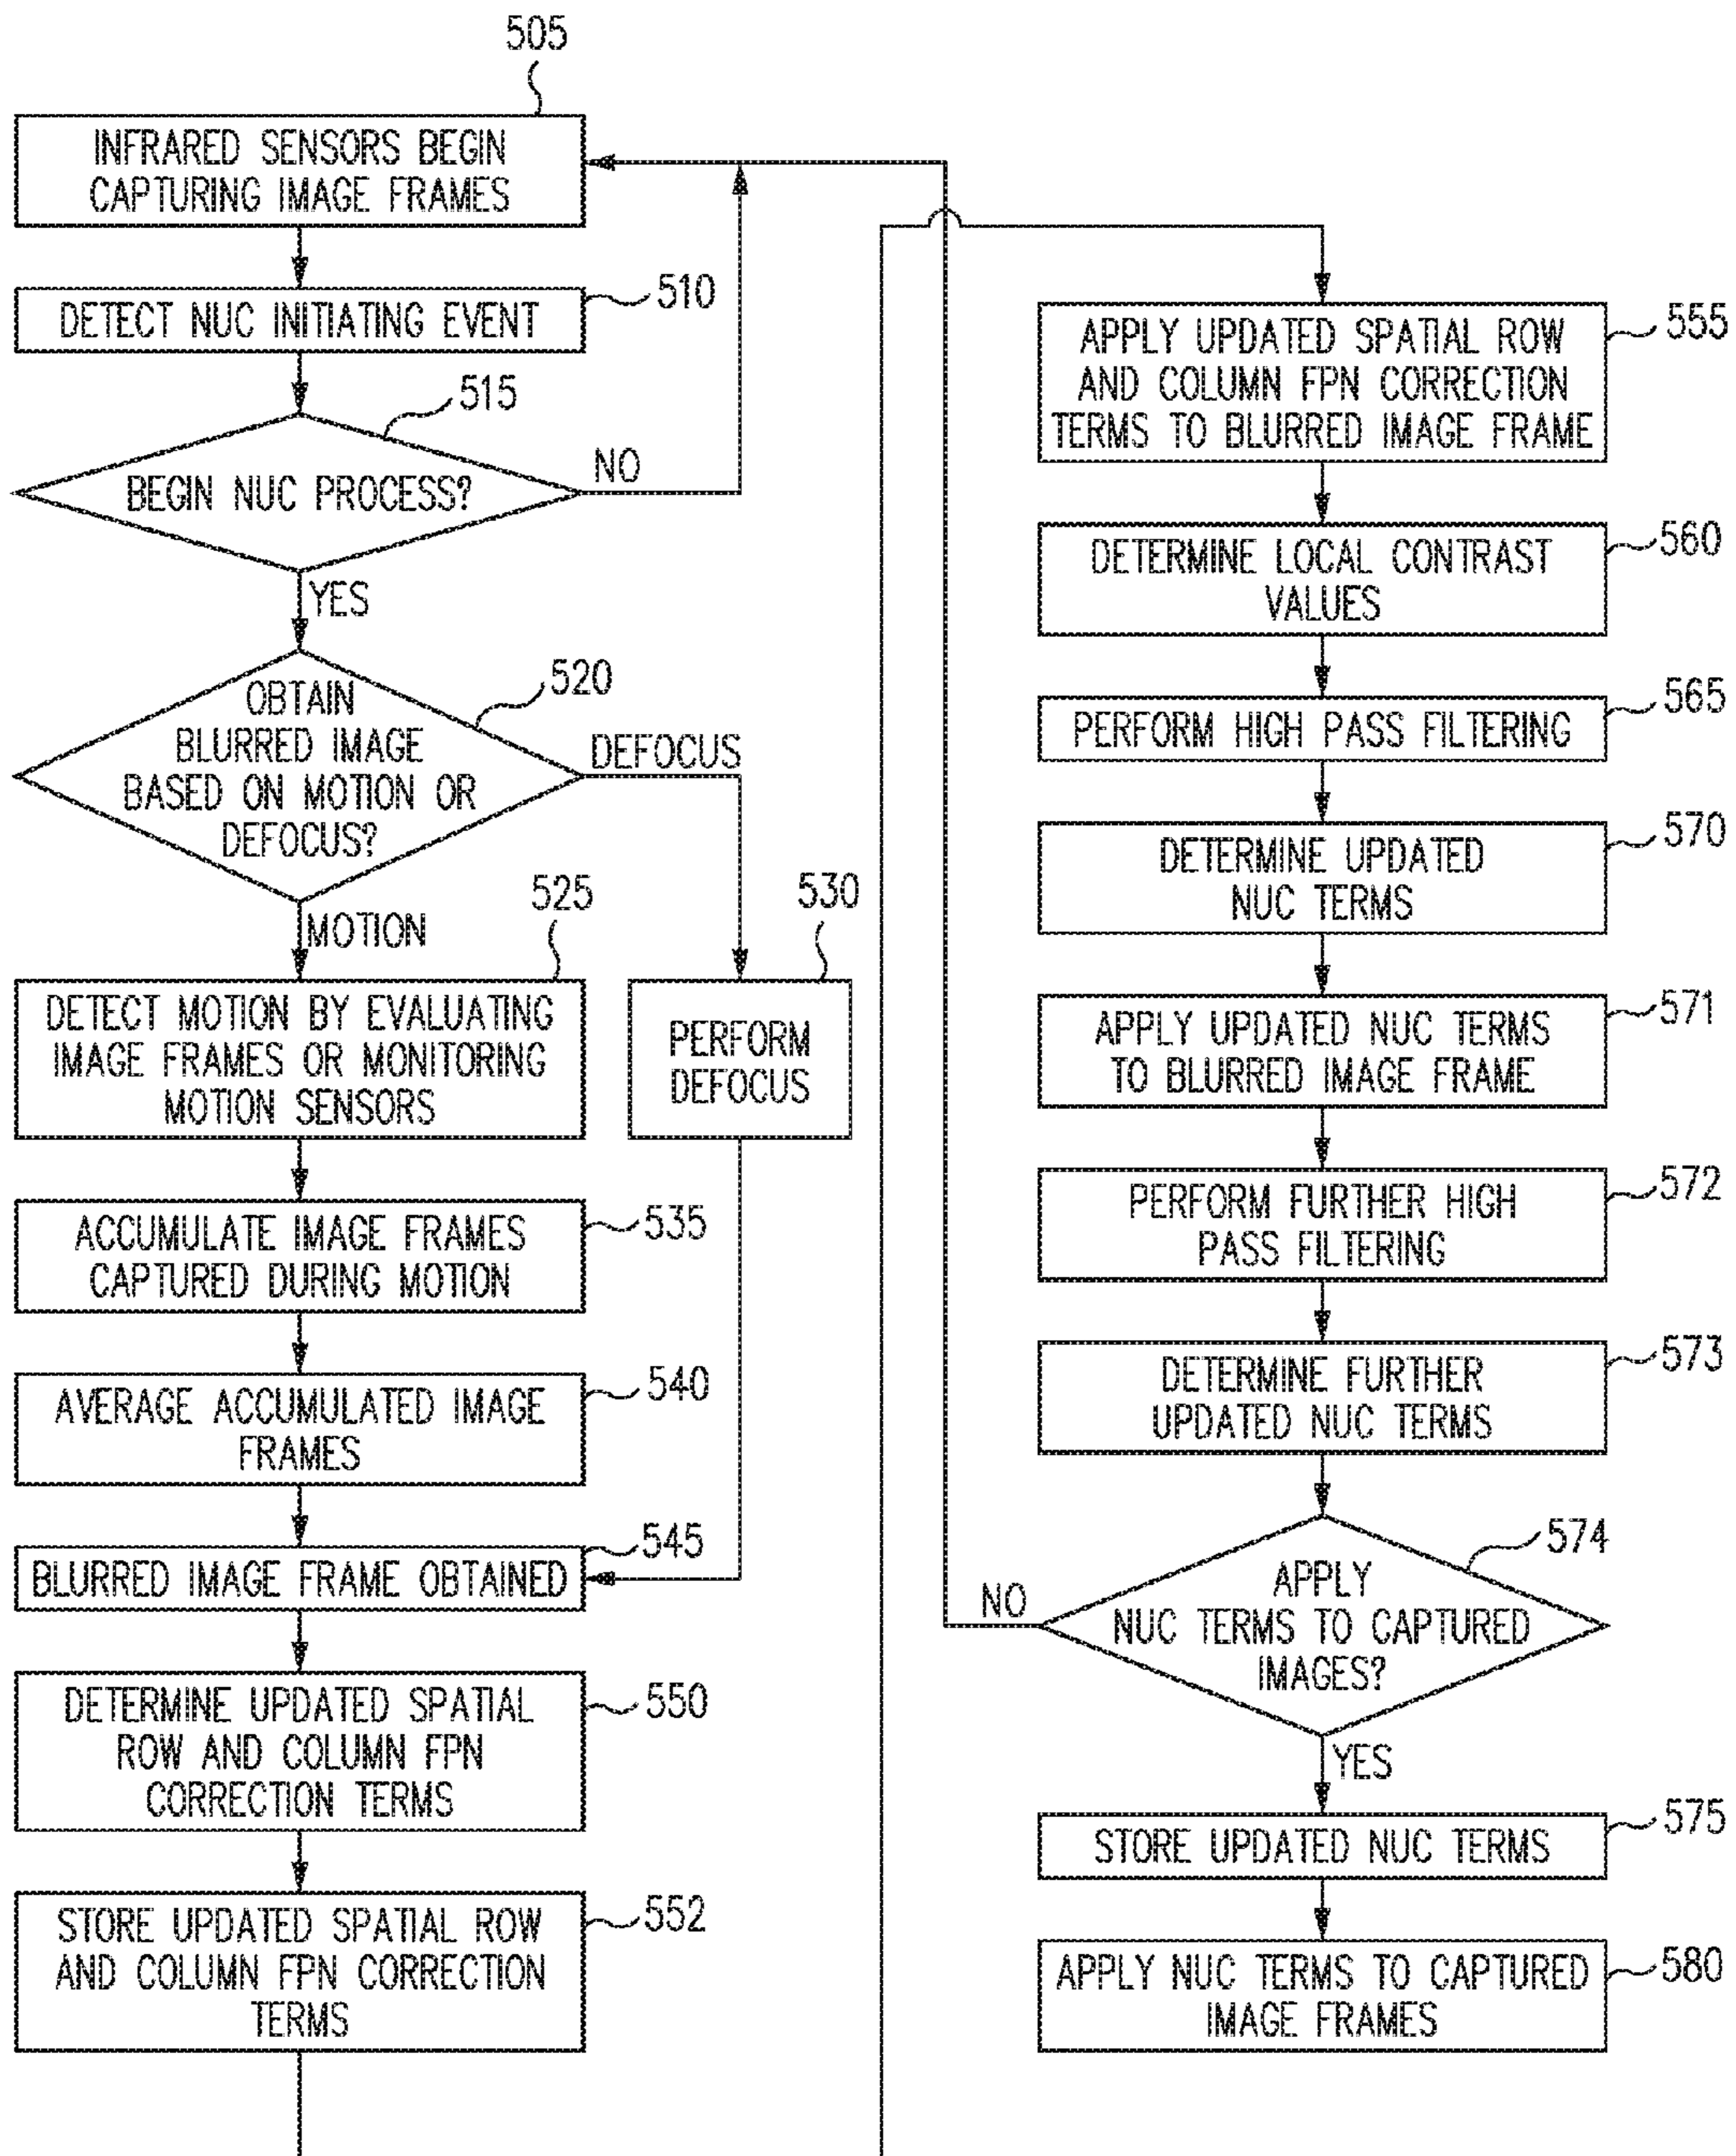 505
INFRARED SENSORS BEGIN
CAPTURING IMAGE FRAMES
DETECT NUC INITIATING EVENT
510
515
BEGIN NUC PROCESS?
NO
YES
520
OBTAIN
BLURRED IMAGE
BASED ON MOTION OR
DEFOCUS?
DEFOCUS
MOTION
525
DETECT MOTION BY EVALUATING
IMAGE FRAMES OR MONITORING
MOTION SENSORS
530
PERFORM
DEFOCUS
ACCUMULATE IMAGE FRAMES
CAPTURED DURING MOTION
535
AVERAGE ACCUMULATED IMAGE
FRAMES
540
BLURRED IMAGE FRAME OBTAINED
545
DETERMINE UPDATED SPATIAL
ROW AND COLUMN FPN
CORRECTION TERMS
550
STORE UPDATED SPATIAL ROW
AND COLUMN FPN CORRECTION
TERMS
552
APPLY UPDATED SPATIAL ROW
AND COLUMN FPN CORRECTION
TERMS TO BLURRED IMAGE FRAME
555
DETERMINE LOCAL CONTRAST
VALUES
560
PERFORM HIGH PASS FILTERING
565
DETERMINE UPDATED
NUC TERMS
570
APPLY UPDATED NUC TERMS
TO BLURRED IMAGE FRAME
571
PERFORM FURTHER HIGH
PASS FILTERING
572
DETERMINE FURTHER
UPDATED NUC TERMS
573
574
APPLY
NUC TERMS TO CAPTURED
IMAGES?
NO
YES
STORE UPDATED NUC TERMS
575
APPLY NUC TERMS TO CAPTURED
IMAGE FRAMES
580